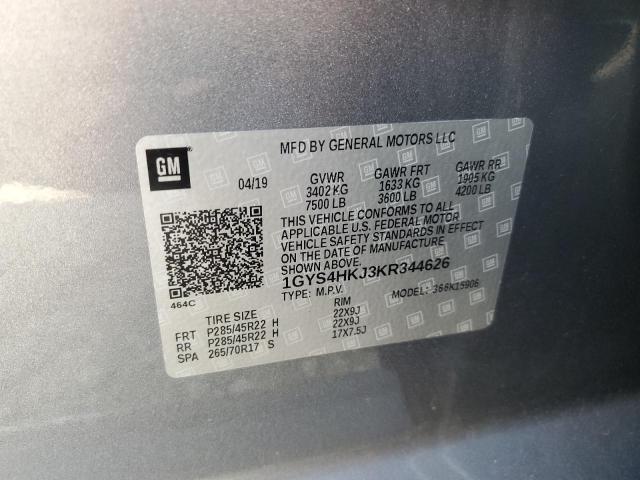 GM
MFD BY GENERAL MOTORS LLC
04/19 GVWR GAWR FRT GAWR RR
3402 KG 1633 KG 1905 KG
7500 LB 3600 LB 4200 LB
THIS VEHICLE CONFORMS TO ALL
APPLICABLE U.S. FEDERAL MOTOR
VEHICLE SAFETY STANDARDS IN EFFECT
ON THE DATE OF MANUFACTURE
SHOWN ABOVE.
1GYS4HKJ3KR344626
TYPE: M.P.V. MODEL: 366K15906
464C
TIRE SIZE RIM
FRT P285/45R22 H 22X9J
RR P285/45R22 H 22X9J
SPA 265/70R17 S 17X7.5J